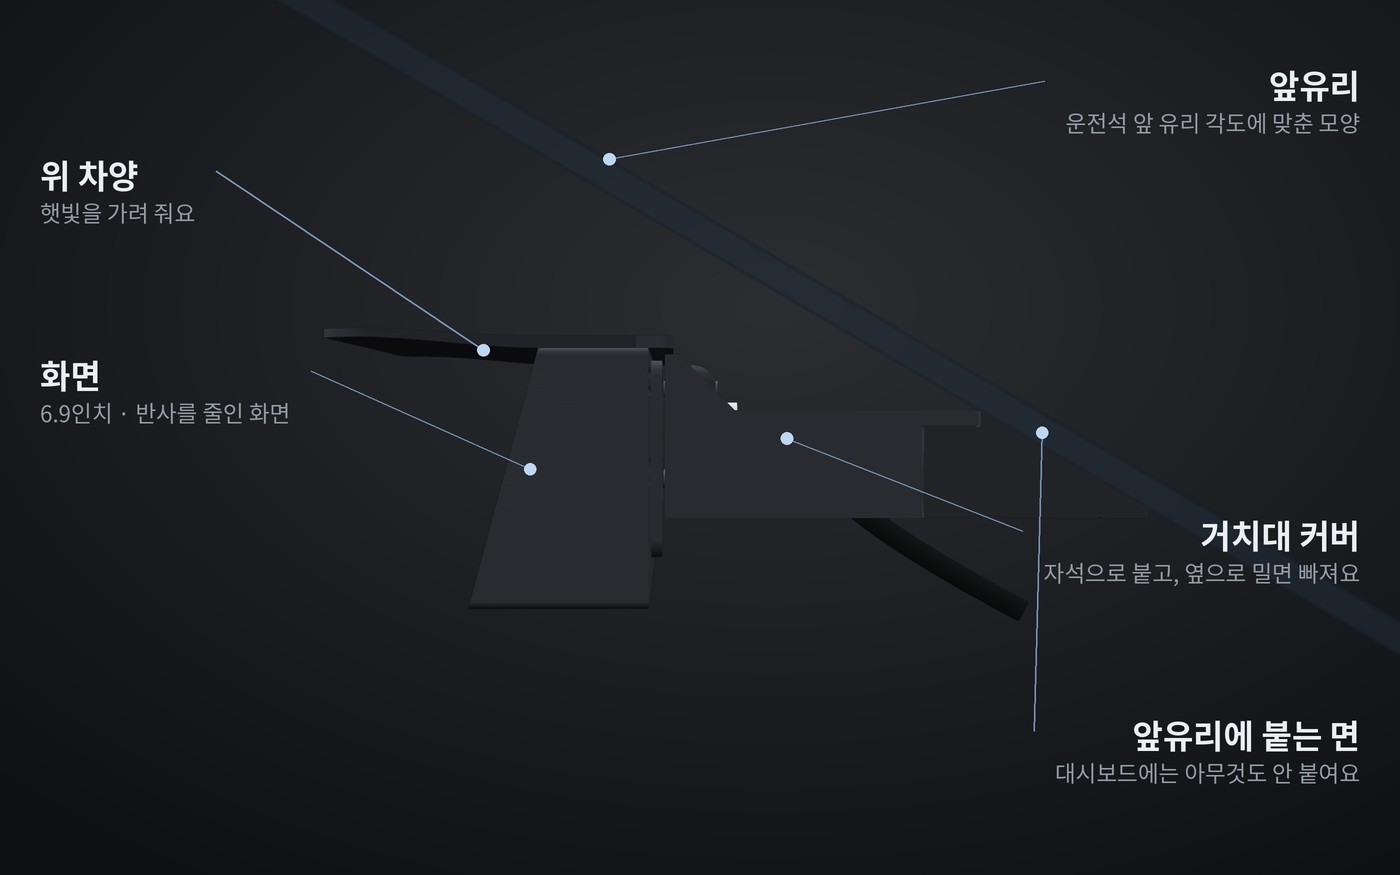 앞유리
운전석 앞 유리 각도에 맞춘 모양
위 차양
햇빛을 가려 줘요
화면
6.9인치 · 반사를 줄인 화면
거치대 커버
자석으로 붙고, 옆으로 밀면 빠져요
앞유리에 붙는 면
대시보드에는 아무것도 안 붙여요